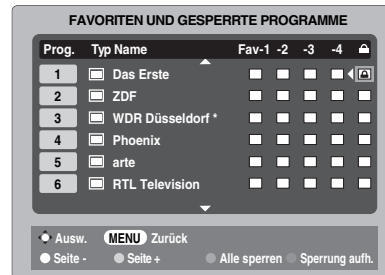 FAVORITEN UND GESPERRTE PROGRAMME
Prog. Typ Name Fav-1 -2 -3 -4
1 Das Erste
2 ZDF
3 WDR Düsseldorf *
4 Phoenix
5 arte
6 RTL Television
Ausw. MENU Zurück
Seite - Seite + Alle sperren Sperrung aufh.